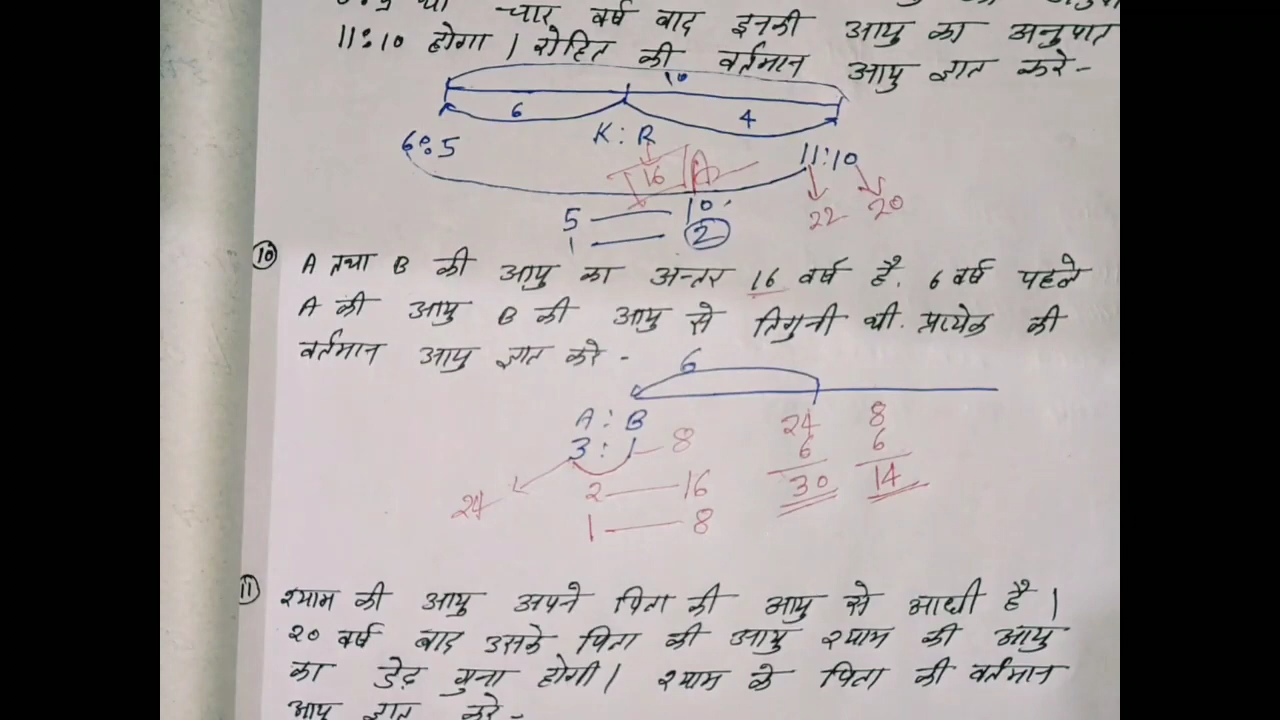 चार वर्ष बाद इनकी आयु का अनुपात
11:10 होगा। रोहित की वर्तमान आयु ज्ञात करे-
10
6 4
6:5 K:R 11:10
16 A
22 20
5 — 10
1 — 2
10 A तथा B की आयु का अन्तर 16 वर्ष है. 6 वर्ष पहले
A की आयु B की आयु से तिगुनी थी. प्रत्येक की
वर्तमान आयु ज्ञात करे -
6
A : B 24 8
3 : 1 — 8 6 6
24 2 — 16 30 14
1 — 8
11 श्याम की आयु अपने पिता की आयु से आधी है।
20 वर्ष बाद उसके पिता की आयु श्याम की आयु
का डेढ़ गुना होगी। श्याम के पिता की वर्तमान
आयु ज्ञात करे -